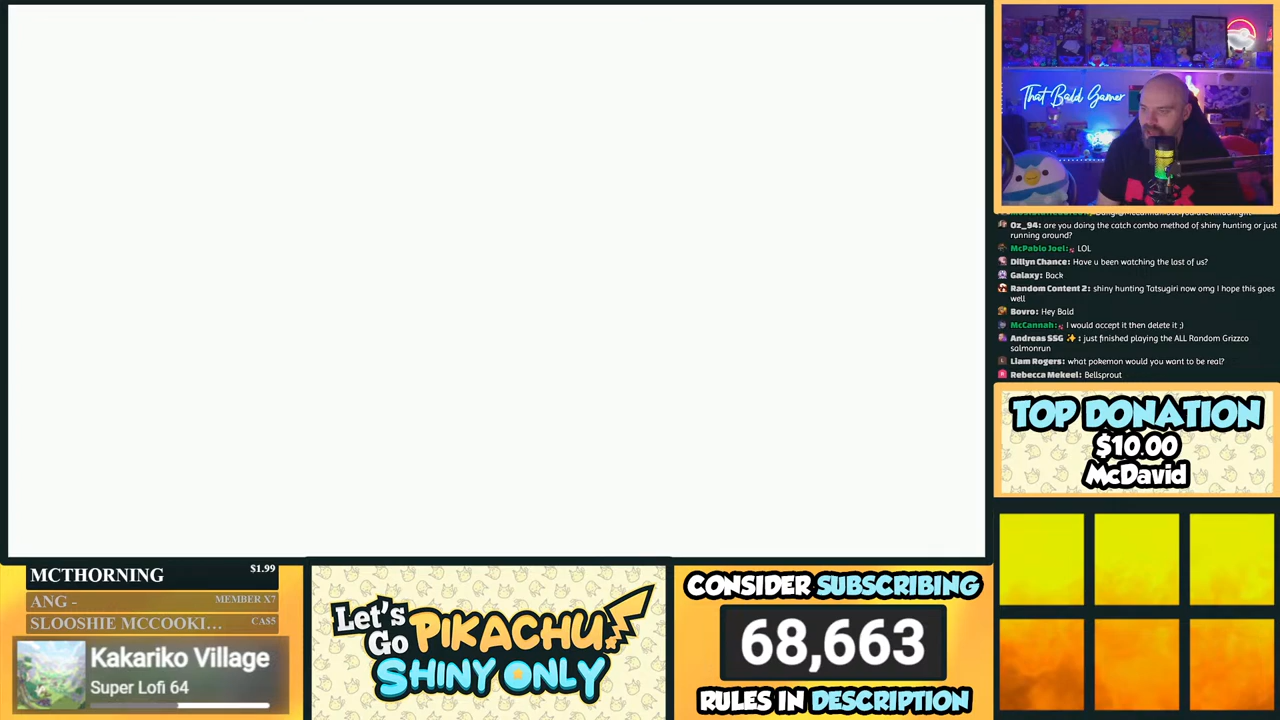 That Bald Gamer
Oz_94: are you doing the catch combo method of shiny hunting or just
running around?
McPablo Joel: LOL
Dillyn Chance: Have u been watching the last of us?
Galaxy: Back
Random Content 2: shiny hunting Tatsugiri now omg I hope this goes
well
Bovro: Hey Bald
McCannah: I would accept it then delete it ;)
Andreas SSG ✨: just finished playing the ALL Random Grizzco
salmonrun
Liam Rogers: what pokemon would you want to be real?
Rebecca Mekeel: Bellsprout
TOP DONATION
$10.00
McDavid
MCTHORNING $1.99
ANG - MEMBER X7
SLOOSHIE MCCOOKI... CA$5
Kakariko Village
Super Lofi 64
Let's
Go PIKACHU!
SHINY ONLY
CONSIDER SUBSCRIBING
68,663
RULES IN DESCRIPTION